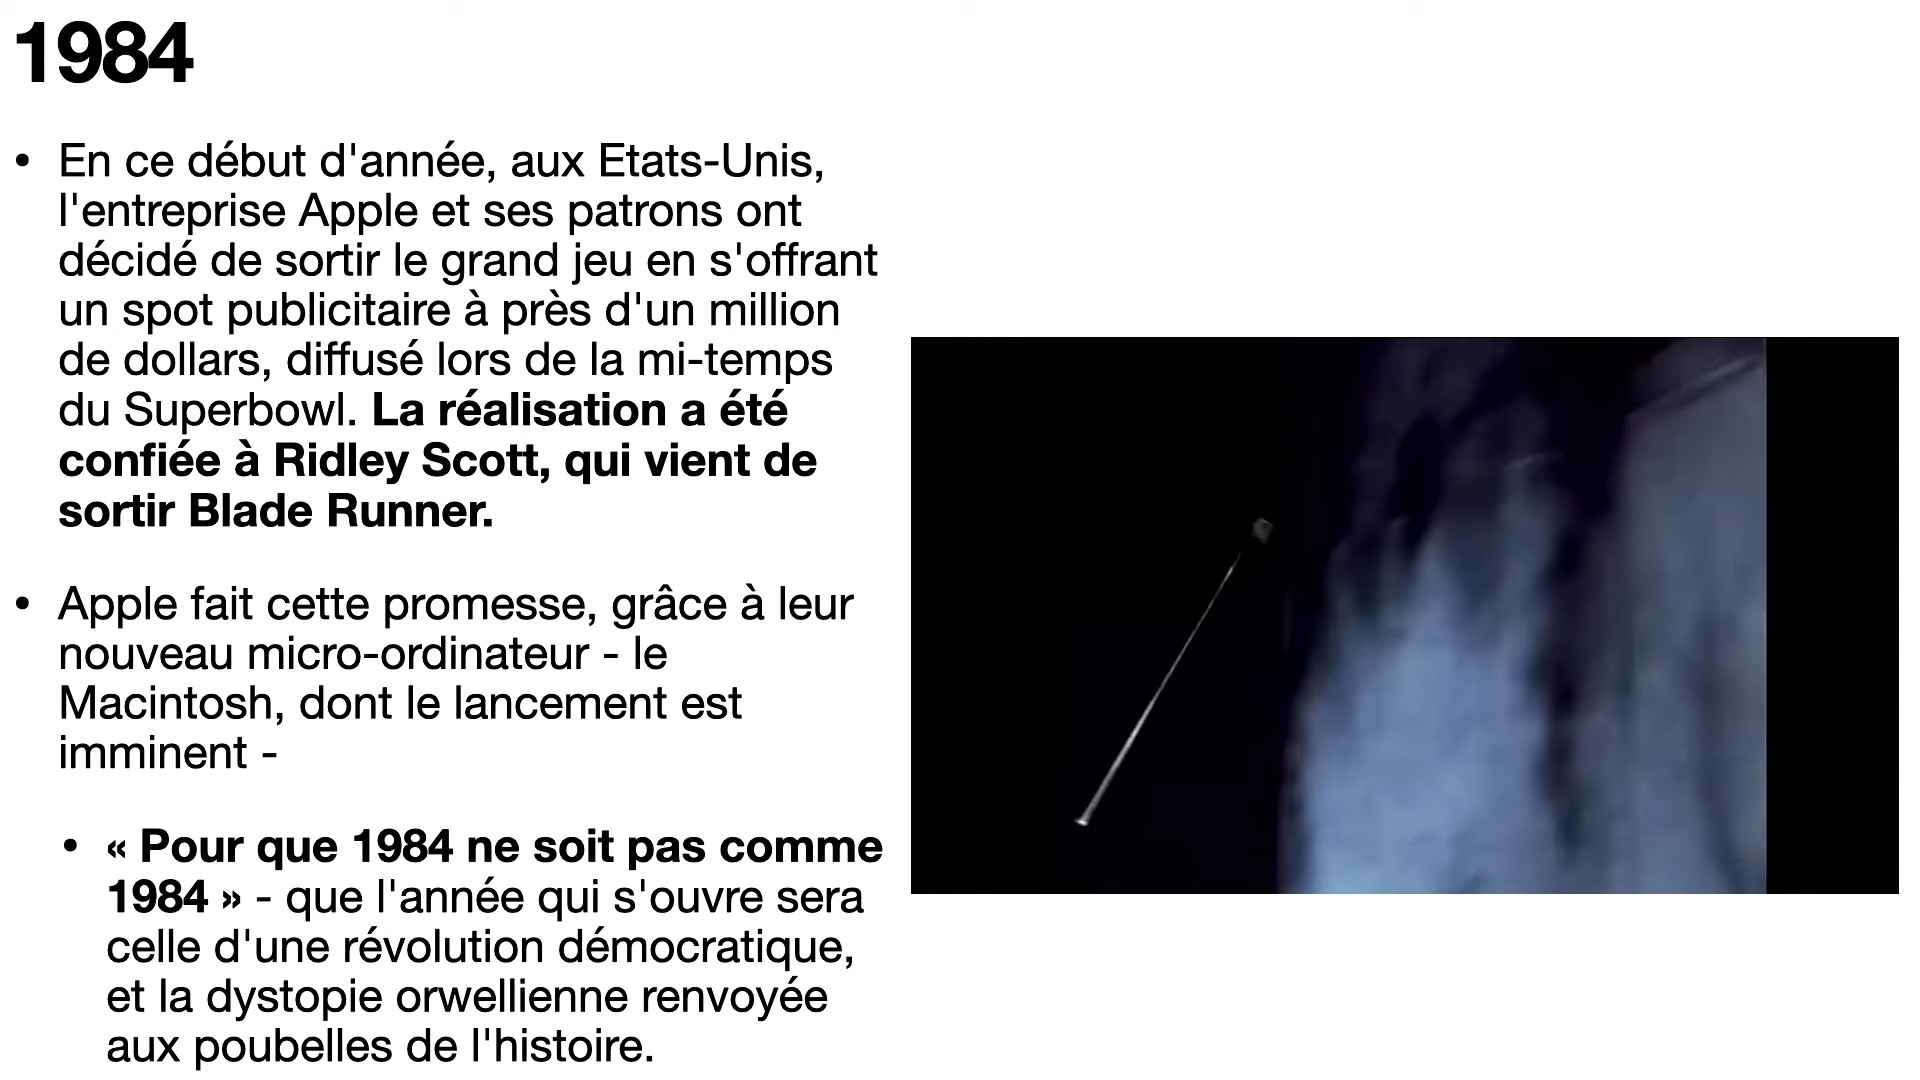 1984
• En ce début d'année, aux Etats-Unis,
l'entreprise Apple et ses patrons ont
décidé de sortir le grand jeu en s'offrant
un spot publicitaire à près d'un million
de dollars, diffusé lors de la mi-temps
du Superbowl. La réalisation a été
confiée à Ridley Scott, qui vient de
sortir Blade Runner.
• Apple fait cette promesse, grâce à leur
nouveau micro-ordinateur - le
Macintosh, dont le lancement est
imminent -
• « Pour que 1984 ne soit pas comme
1984 » - que l'année qui s'ouvre sera
celle d'une révolution démocratique,
et la dystopie orwellienne renvoyée
aux poubelles de l'histoire.